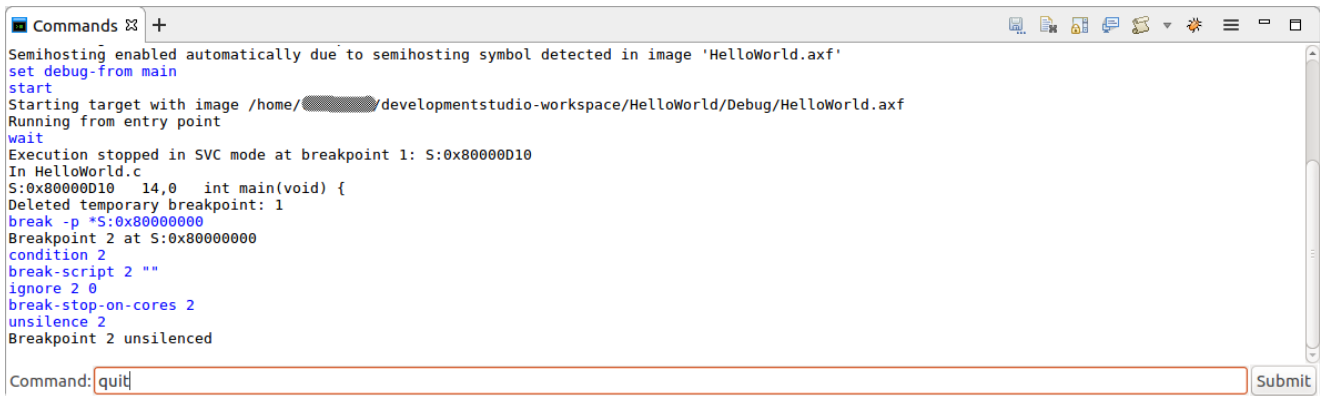 Commands
Semihosting enabled automatically due to semihosting symbol detected in image 'HelloWorld.axf'
set debug-from main
start
Starting target with image /home/ /developmentstudio-workspace/HelloWorld/Debug/HelloWorld.axf
Running from entry point
wait
Execution stopped in SVC mode at breakpoint 1: S:0x80000D10
In HelloWorld.c
S:0x80000D10   14,0   int main(void) {
Deleted temporary breakpoint: 1
break -p *S:0x80000000
Breakpoint 2 at S:0x80000000
condition 2
break-script 2 ""
ignore 2 0
break-stop-on-cores 2
unsilence 2
Breakpoint 2 unsilenced
Command: quit Submit